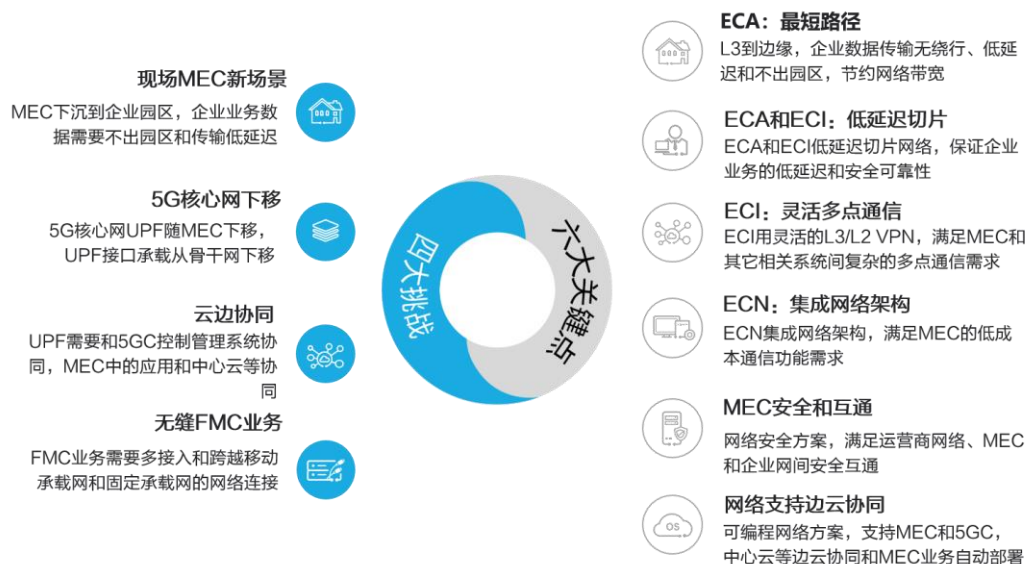 现场MEC新场景
MEC下沉到企业园区，企业业务数
据需要不出园区和传输低延迟
5G核心网下移
5G核心网UPF随MEC下移，
UPF接口承载从骨干网下移
云边协同
UPF需要和5GC控制管理系统协
同，MEC中的应用和中心云等协
同
无缝FMC业务
FMC业务需要多接入和跨越移动
承载网和固定承载网的网络连接
四大挑战
六大关键点
ECA：最短路径
L3到边缘，企业数据传输无绕行、低延
迟和不出园区，节约网络带宽
ECA和ECI：低延迟切片
ECA和ECI低延迟切片网络，保证企业
业务的低延迟和安全可靠性
ECI：灵活多点通信
ECI用灵活的L3/L2 VPN，满足MEC和
其它相关系统间复杂的多点通信需求
ECN：集成网络架构
ECN集成网络架构，满足MEC的低成
本通信功能需求
MEC安全和互通
网络安全方案，满足运营商网络、MEC
和企业网间安全互通
网络支持边云协同
OS
可编程网络方案，支持MEC和5GC，
中心云等边云协同和MEC业务自动部署